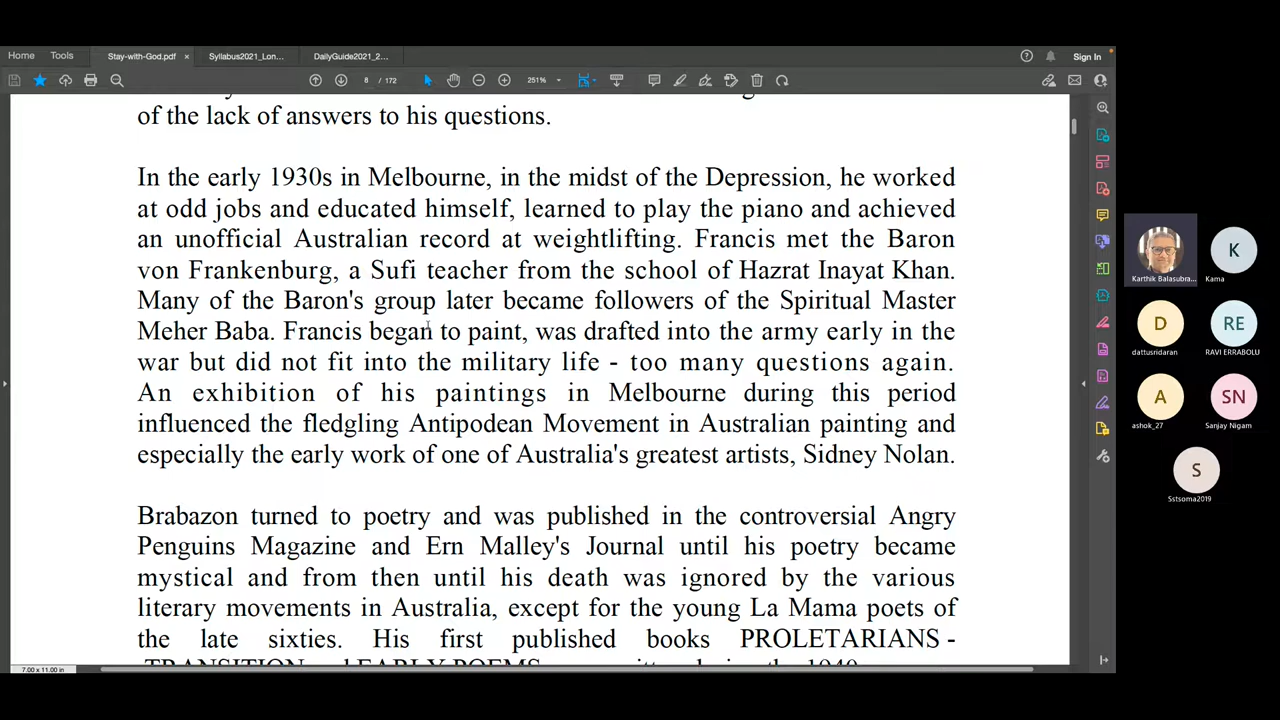 Home Tools Stay-with-God.pdf × Syllabus2021_Lon... DailyGuide2021_2... Sign In
8 / 172 251%
of the lack of answers to his questions.
In the early 1930s in Melbourne, in the midst of the Depression, he worked
at odd jobs and educated himself, learned to play the piano and achieved
an unofficial Australian record at weightlifting. Francis met the Baron
von Frankenburg, a Sufi teacher from the school of Hazrat Inayat Khan.
Many of the Baron's group later became followers of the Spiritual Master
Meher Baba. Francis began to paint, was drafted into the army early in the
war but did not fit into the military life - too many questions again.
An exhibition of his paintings in Melbourne during this period
influenced the fledgling Antipodean Movement in Australian painting and
especially the early work of one of Australia's greatest artists, Sidney Nolan.
Brabazon turned to poetry and was published in the controversial Angry
Penguins Magazine and Ern Malley's Journal until his poetry became
mystical and from then until his death was ignored by the various
literary movements in Australia, except for the young La Mama poets of
the late sixties. His first published books PROLETARIANS -
TRANSITION and EARLY POEMS
7.00 x 11.00 in
Karthik Balasubra...
K
Kama
D
dattusridaran
RE
RAVI ERRABOLU
A
ashok_27
SN
Sanjay Nigam
S
Sstsoma2019